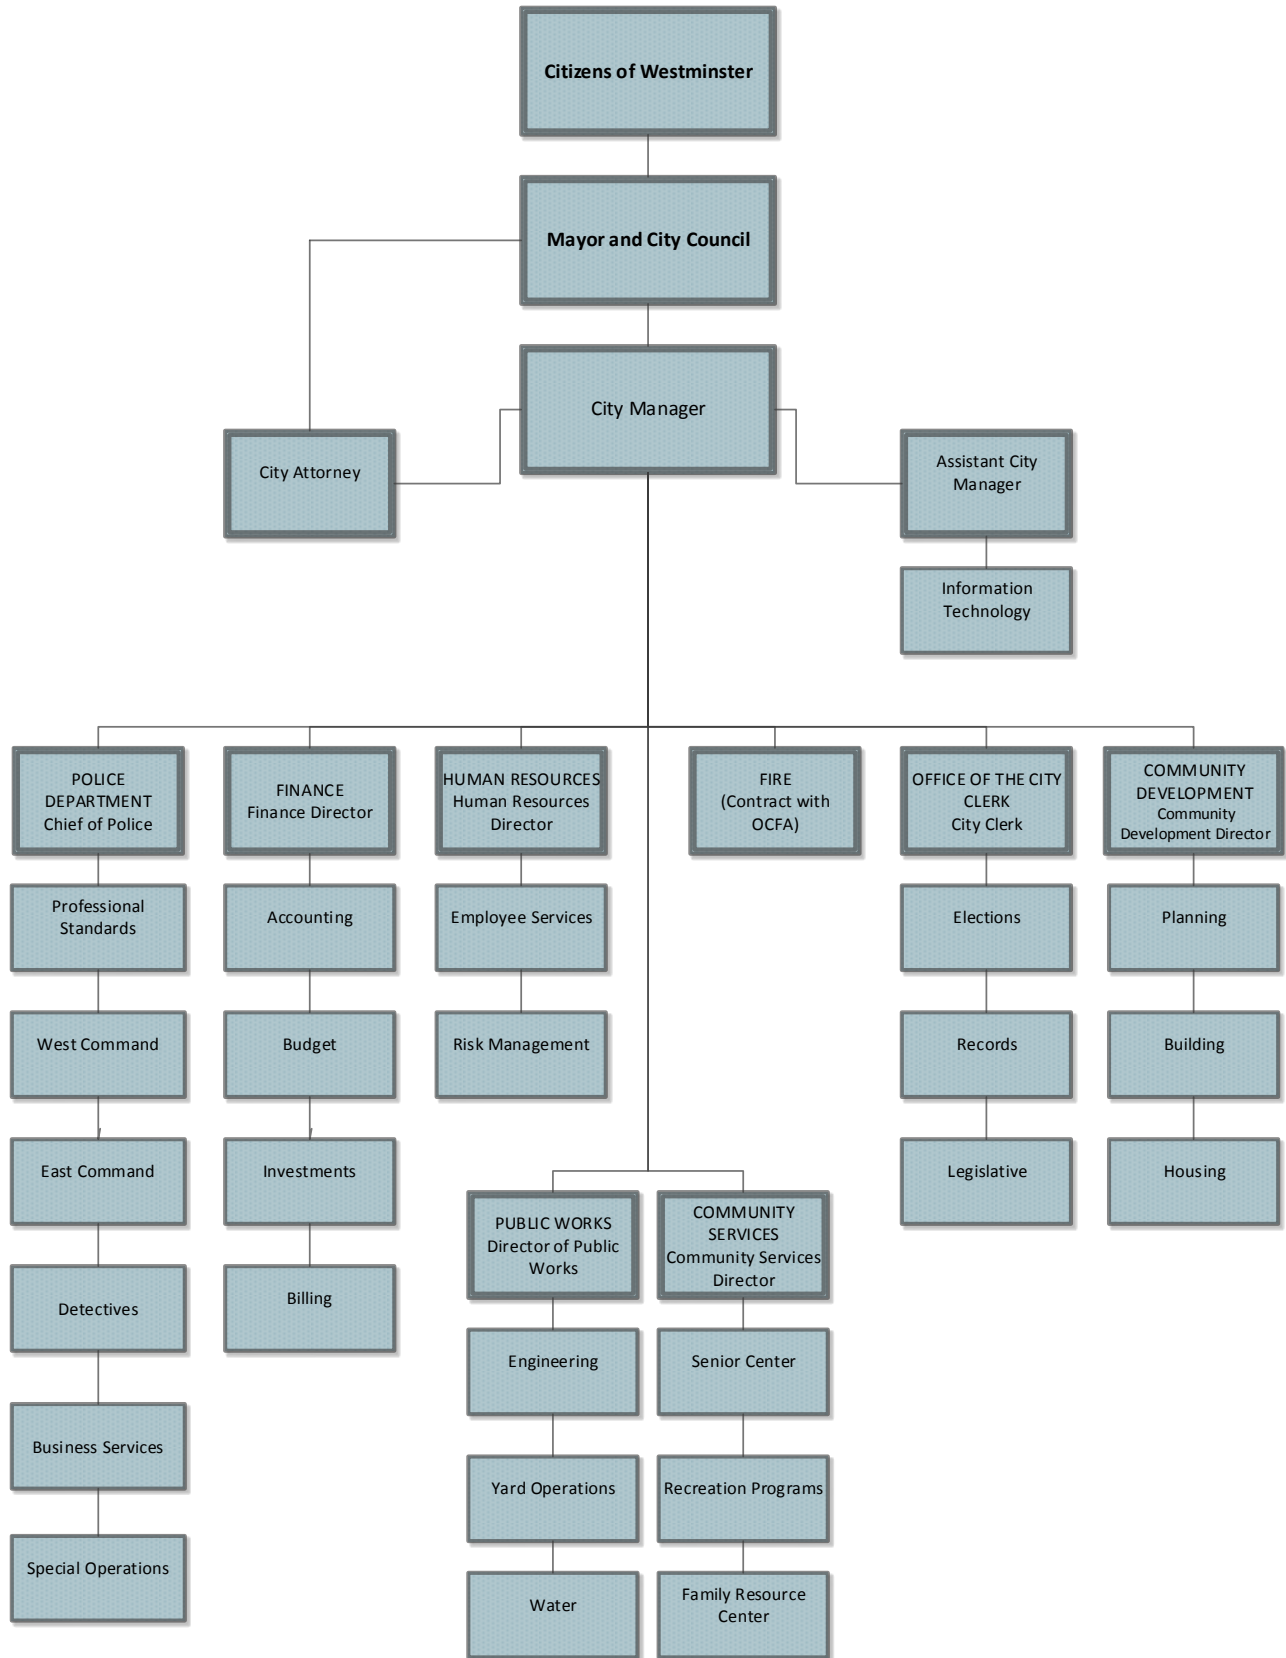 Citizens of Westminster
Mayor and City Council
City Manager
City Attorney
Assistant City
Manager
Information
Technology
POLICE
DEPARTMENT
Chief of Police
FINANCE
Finance Director
HUMAN RESOURCES
Human Resources
Director
FIRE
(Contract with
OCFA)
OFFICE OF THE CITY
CLERK
City Clerk
COMMUNITY
DEVELOPMENT
Community
Development Director
Professional
Standards
Accounting
Employee Services
Elections
Planning
West Command
Budget
Risk Management
Records
Building
East Command
Investments
Legislative
Housing
PUBLIC WORKS
Director of Public
Works
COMMUNITY
SERVICES
Community Services
Director
Detectives
Billing
Engineering
Senior Center
Business Services
Yard Operations
Recreation Programs
Special Operations
Water
Family Resource
Center